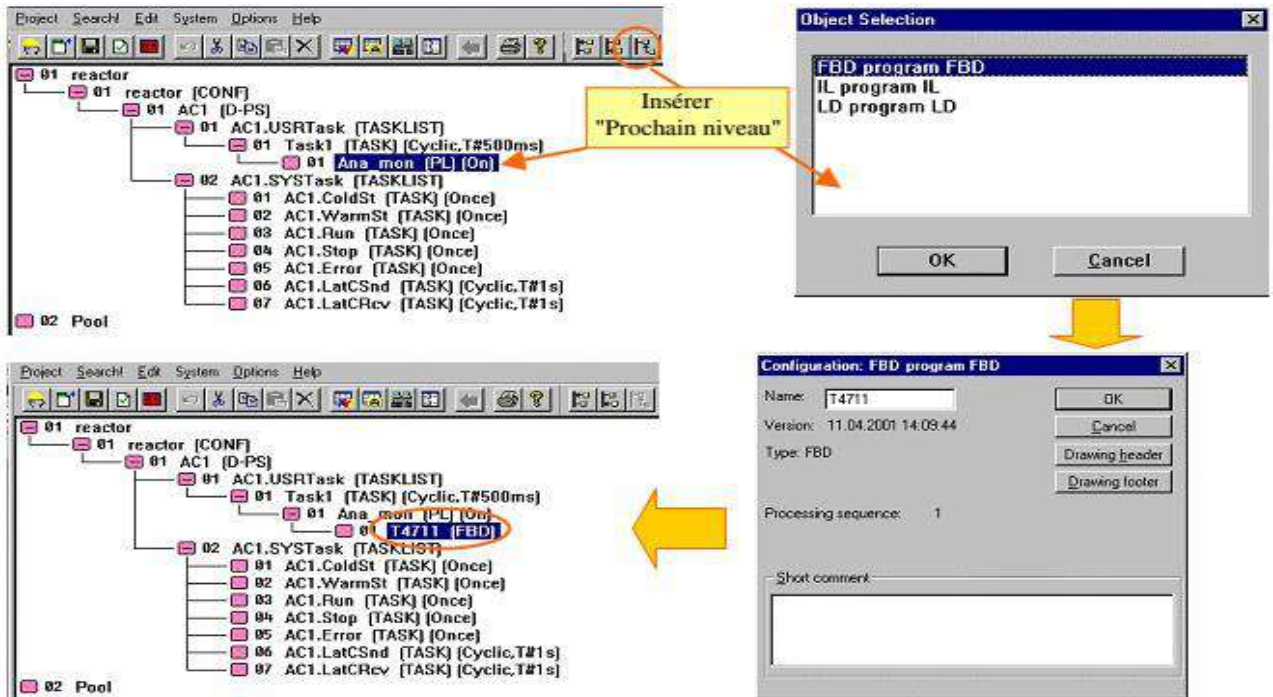 Project Search! Edit System Options Help
01 reactor
01 reactor [CONF]
01 AC1 (D-PS)
01 AC1.USRTask [TASKLIST]
01 Task1 [TASK] [Cyclic,T#500ms]
01 Ana_mon [PL] [On]
02 AC1.SYSTask [TASKLIST]
01 AC1.ColdSt [TASK] [Once]
02 AC1.WarmSt [TASK] [Once]
03 AC1.Run [TASK] [Once]
04 AC1.Stop [TASK] [Once]
05 AC1.Error [TASK] [Once]
06 AC1.LatCSnd [TASK] [Cyclic,T#1s]
07 AC1.LatCRcv [TASK] [Cyclic,T#1s]
02 Pool
Insérer
"Prochain niveau"
Object Selection
FBD program FBD
IL program IL
LD program LD
OK
Cancel
Configuration: FBD program FBD
Name: T4711
OK
Version: 11.04.2001 14:09:44
Cancel
Type: FBD
Drawing header
Drawing footer
Processing sequence: 1
Short comment
Project Search! Edit System Options Help
01 reactor
01 reactor [CONF]
01 AC1 (D-PS)
01 AC1.USRTask [TASKLIST]
01 Task1 [TASK] [Cyclic,T#500ms]
01 Ana_mon [PL] [On]
01 T4711 [FBD]
02 AC1.SYSTask [TASKLIST]
01 AC1.ColdSt [TASK] [Once]
02 AC1.WarmSt [TASK] [Once]
03 AC1.Run [TASK] [Once]
04 AC1.Stop [TASK] [Once]
05 AC1.Error [TASK] [Once]
06 AC1.LatCSnd [TASK] [Cyclic,T#1s]
07 AC1.LatCRcv [TASK] [Cyclic,T#1s]
02 Pool